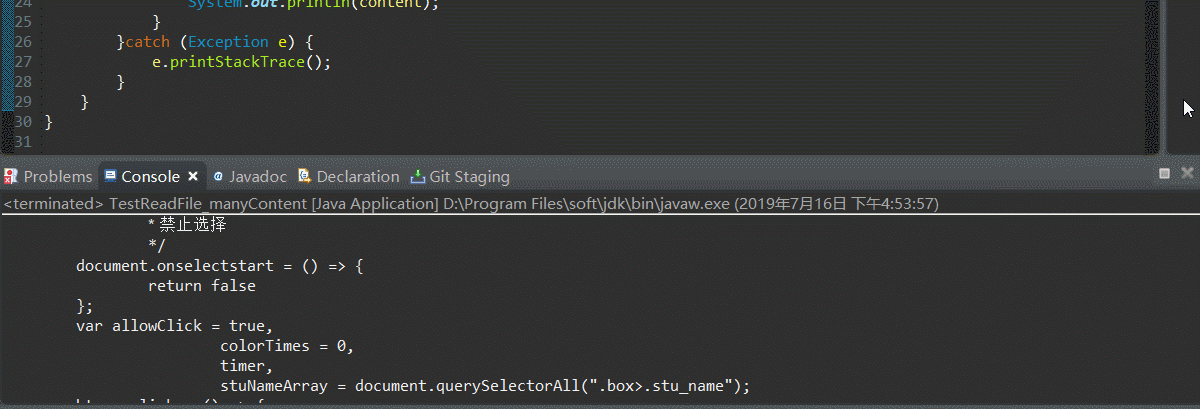 24                 System.out.println(content);
25             }
26         }catch (Exception e) {
27             e.printStackTrace();
28         }
29     }
30 }
31
Problems Console Javadoc Declaration Git Staging
<terminated> TestReadFile_manyContent [Java Application] D:\Program Files\soft\jdk\bin\javaw.exe (2019年7月16日 下午4:53:57)
* 禁止选择
*/
document.onselectstart = () => {
return false
};
var allowClick = true,
colorTimes = 0,
timer,
stuNameArray = document.querySelectorAll(".box>.stu_name");